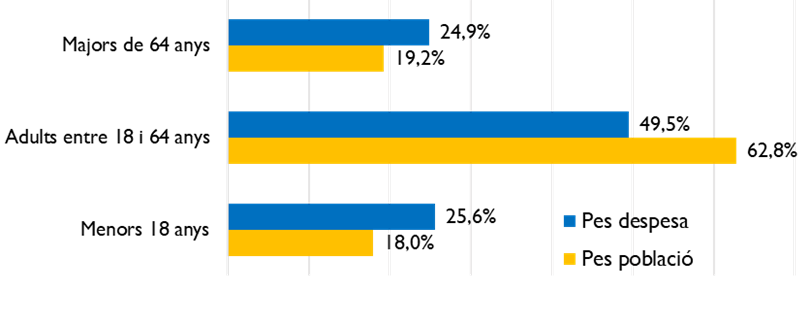 Majors de 64 anys
24,9%
19,2%
Adults entre 18 i 64 anys
49,5%
62,8%
Menors 18 anys
25,6%
18,0%
Pes despesa
Pes població